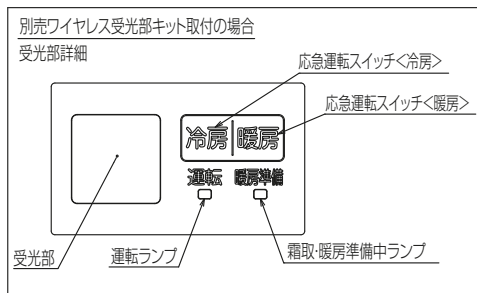 別売ワイヤレス受光部キット取付の場合
受光部詳細
応急運転スイッチ<冷房>
応急運転スイッチ<暖房>
冷房 暖房
運転 暖房準備
受光部
運転ランプ
霜取・暖房準備中ランプ